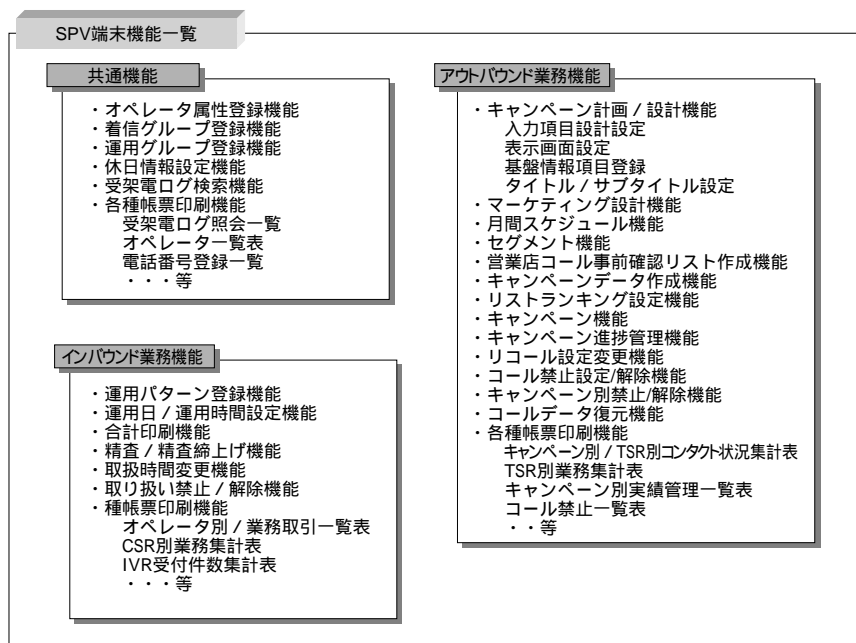 SPV端末機能一覧
共通機能
・オペレータ属性登録機能
・着信グループ登録機能
・運用グループ登録機能
・休日情報設定機能
・受架電ログ検索機能
・各種帳票印刷機能
受架電ログ照会一覧
オペレーター覧表
電話番号登録一覧
・・・等
インバウンド業務機能
・運用パターン登録機能
・運用日 / 運用時間設定機能
・合計印刷機能
・精査 / 精査締上げ機能
・取扱時間変更機能
・取り扱い禁止 / 解除機能
・種帳票印刷機能
オペレータ別 / 業務取引一覧表
CSR別業務集計表
IVR受付件数集計表
・・・等
アウトバウンド業務機能
・キャンペーン計画 / 設計機能
入力項目設計設定
表示画面設定
基盤情報項目登録
タイトル / サブタイトル設定
・マーケティング設計機能
・月間スケジュール機能
・セグメント機能
・営業店コール事前確認リスト作成機能
・キャンペーンデータ作成機能
・リストランキング設定機能
・キャンペーン機能
・キャンペーン進捗管理機能
・リコール設定変更機能
・コール禁止設定/解除機能
・キャンペーン別禁止/解除機能
・コールデータ復元機能
・各種帳票印刷機能
キャンペーン別 / TSR別コンタクト状況集計表
TSR別業務集計表
キャンペーン別実績管理一覧表
コール禁止一覧表
・・等